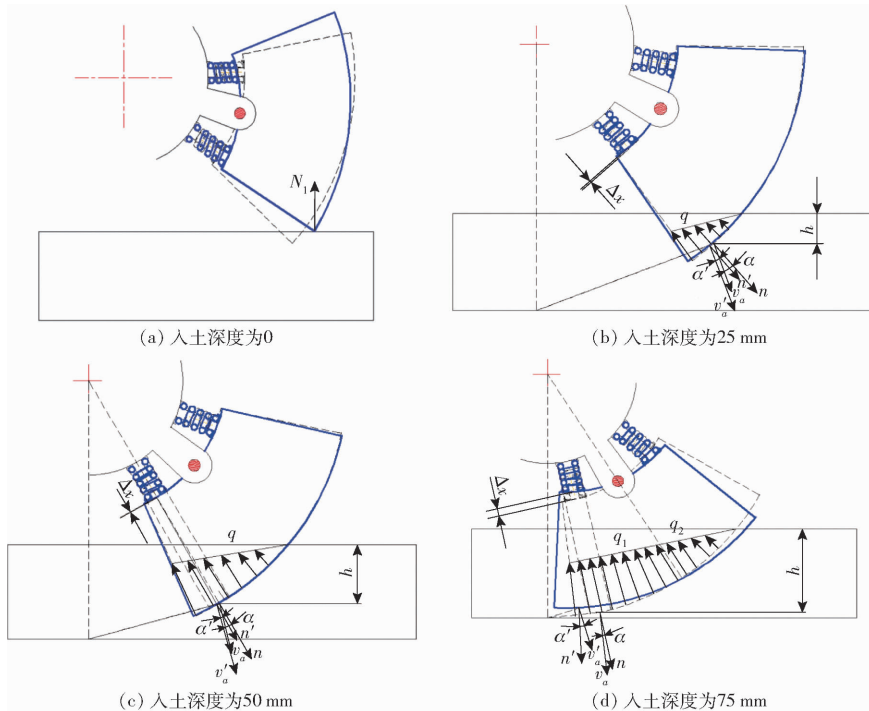 N₁
(a) 入土深度为0
Δx
q
h
α'
α
n'
vₐ
n
v'ₐ
(b) 入土深度为25 mm
Δx
q
h
α'
α
n'
vₐ
n
v'ₐ
(c) 入土深度为50 mm
Δx
q₁
q₂
h
α'
α
n'
v'ₐ
n
vₐ
(d) 入土深度为75 mm